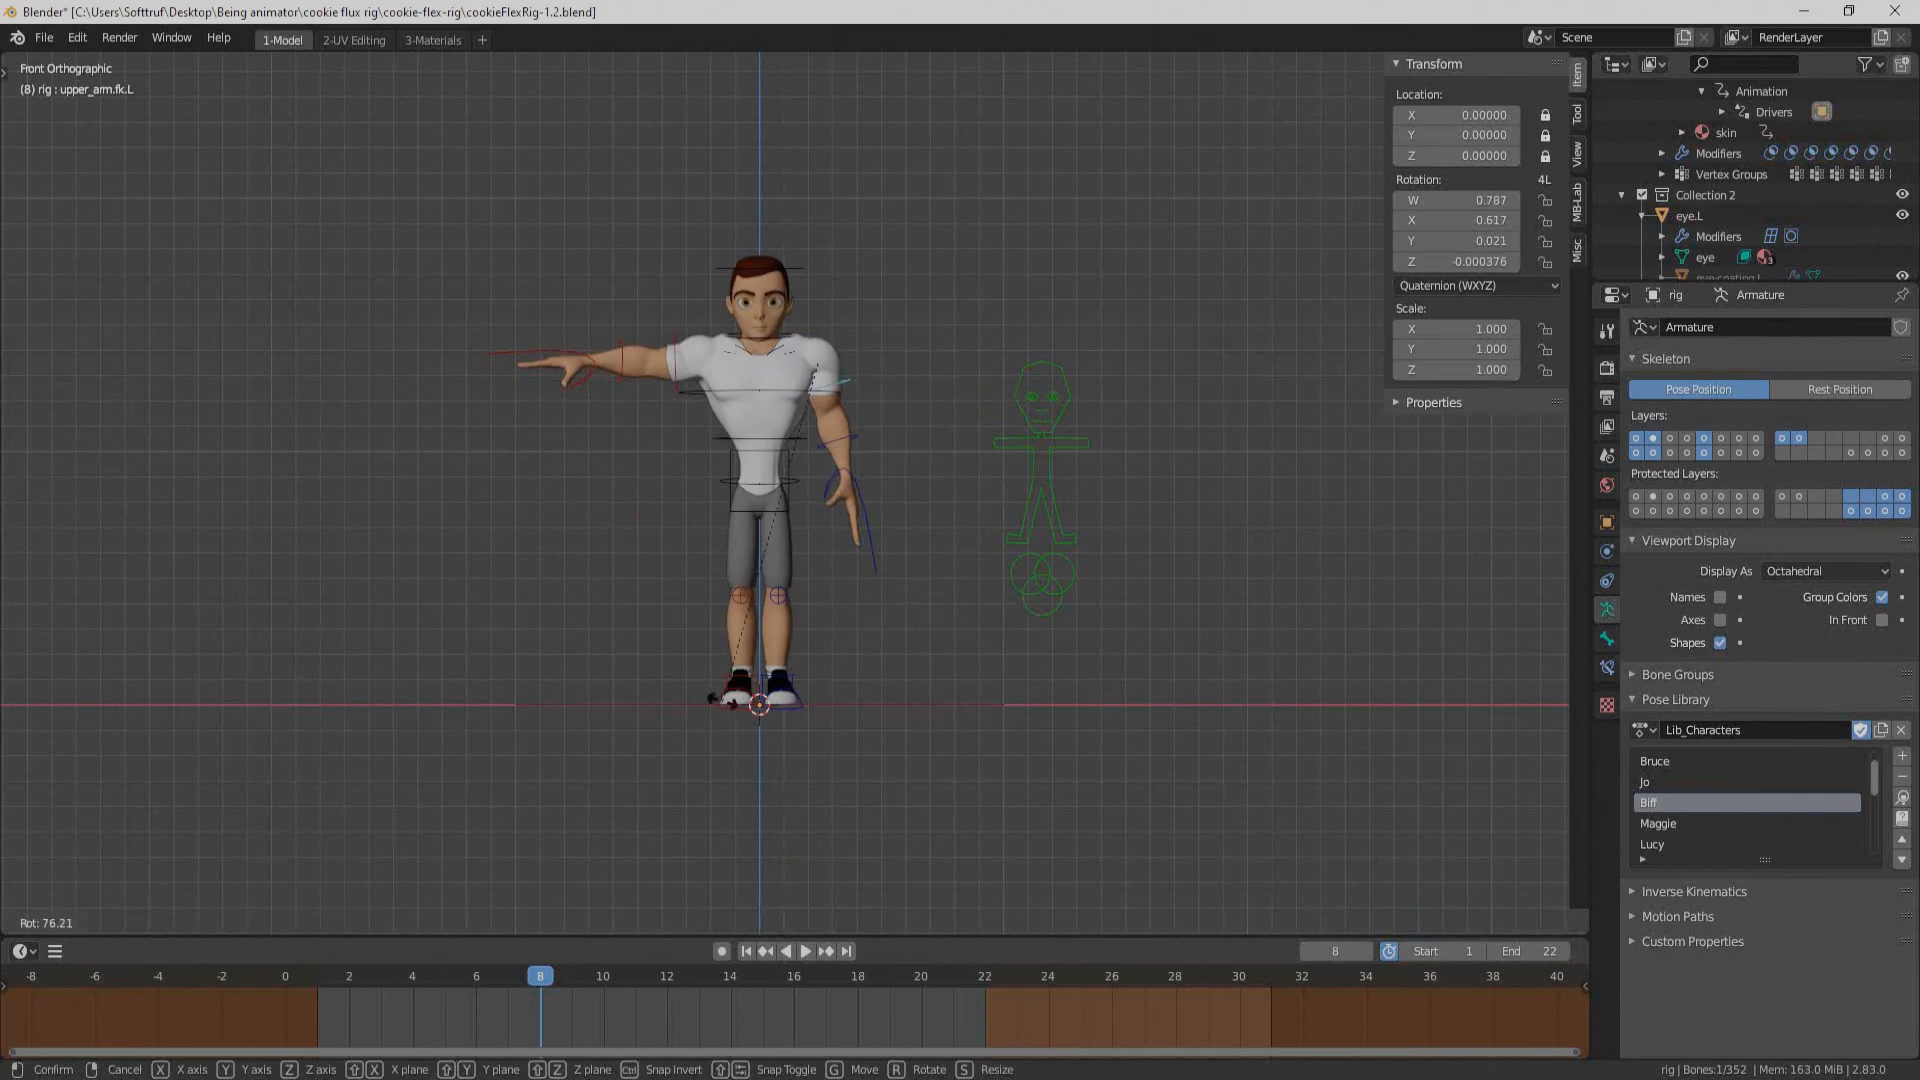 Blender* [C:\Users\Softtruf\Desktop\Being animator\cookie flux rig\cookie-flex-rig\cookieFlexRig-1.2.blend]
File Edit Render Window Help 1-Model 2-UV Editing 3-Materials + Scene RenderLayer
Front Orthographic
(8) rig : upper_arm.fk.L
Transform
Location:
X 0.00000
Y 0.00000
Z 0.00000
Rotation: 4L
W 0.787
X -0.617
Y -0.021
Z -0.000376
Quaternion (WXYZ)
Scale:
X 1.000
Y 1.000
Z 1.000
Properties
Item
Tool
View
MB-Lab
Misc
Animation
Drivers
skin
Modifiers
Vertex Groups
Collection 2
eye.L
Modifiers
eye
eye-coating.L
rig Armature
Armature
Skeleton
Pose Position Rest Position
Layers:
Protected Layers:
Viewport Display
Display As Octahedral
Names Group Colors
Axes In Front
Shapes
Bone Groups
Pose Library
Lib_Characters
Bruce
Jo
Biff
Maggie
Lucy
Inverse Kinematics
Motion Paths
Custom Properties
Rot: 76.21
8 Start 1 End 22
-8 -6 -4 -2 0 2 4 6 8 10 12 14 16 18 20 22 24 26 28 30 32 34 36 38 40
Confirm Cancel X X axis Y Y axis Z Z axis X X plane Y Y plane Z Z plane Ctrl Snap Invert Snap Toggle G Move R Rotate S Resize
rig | Bones:1/352 | Mem: 163.0 MiB | 2.83.0